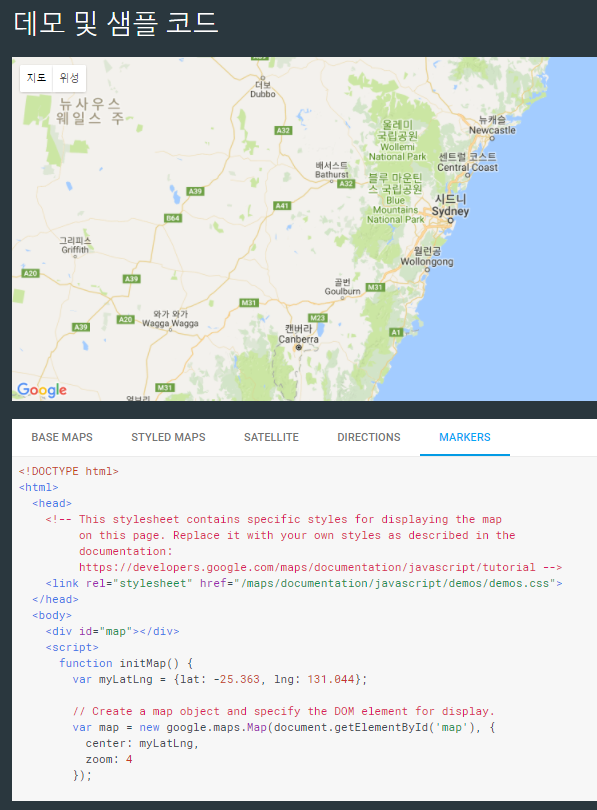 데모 및 샘플 코드
지도 위성
더보
Dubbo
뉴사우스
웨일스 주
올레미
국립공원
Wollemi
National Park
뉴캐슬
Newcastle
A32
배서스트
Bathurst
A32
센트럴 코스트
Central Coast
블루 마운틴
스 국립공원
Blue
Mountains
National Park
A39
A41
시드니
Sydney
B64
그리피스
Griffith
월런공
Wollongong
A20
A39
골번
Goulburn
M31
M31
와가 와가
Wagga Wagga
A20
A39
M23
캔버라
Canberra
A1
M31
Google
BASE MAPS STYLED MAPS SATELLITE DIRECTIONS MARKERS
<!DOCTYPE html>
<html>
<head>
<!-- This stylesheet contains specific styles for displaying the map
on this page. Replace it with your own styles as described in the
documentation:
https://developers.google.com/maps/documentation/javascript/tutorial -->
<link rel="stylesheet" href="/maps/documentation/javascript/demos/demos.css">
</head>
<body>
<div id="map"></div>
<script>
function initMap() {
var myLatLng = {lat: -25.363, lng: 131.044};
// Create a map object and specify the DOM element for display.
var map = new google.maps.Map(document.getElementById('map'), {
center: myLatLng,
zoom: 4
});